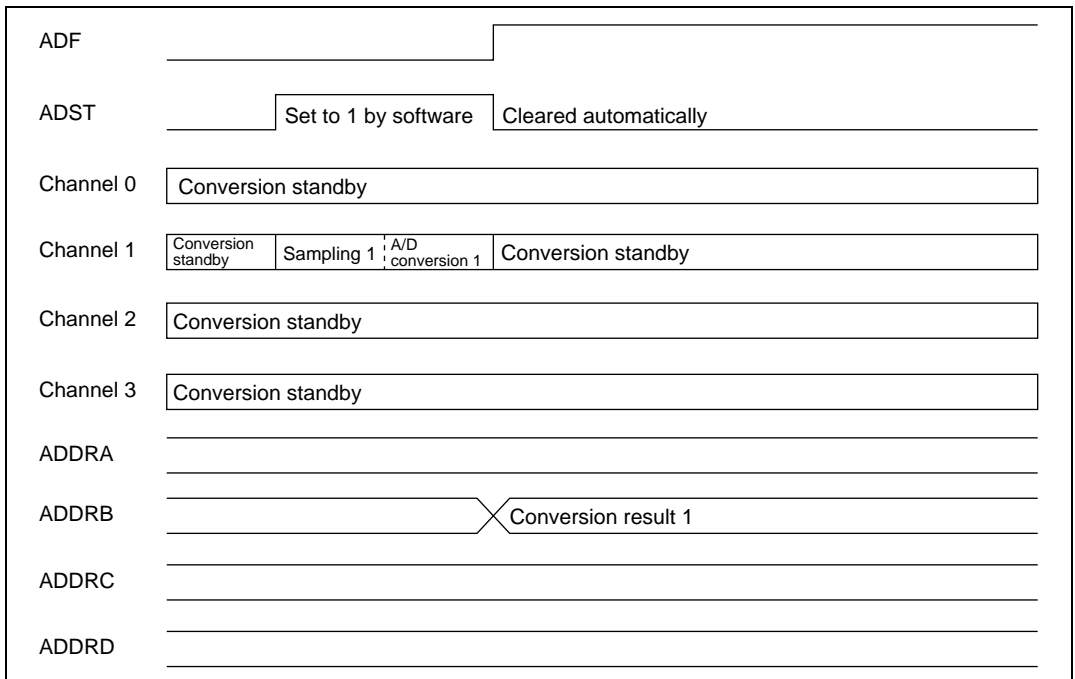 ADF
ADST Set to 1 by software Cleared automatically
Channel 0 Conversion standby
Channel 1 Conversion standby Sampling 1 A/D conversion 1 Conversion standby
Channel 2 Conversion standby
Channel 3 Conversion standby
ADDRA
ADDRB Conversion result 1
ADDRC
ADDRD